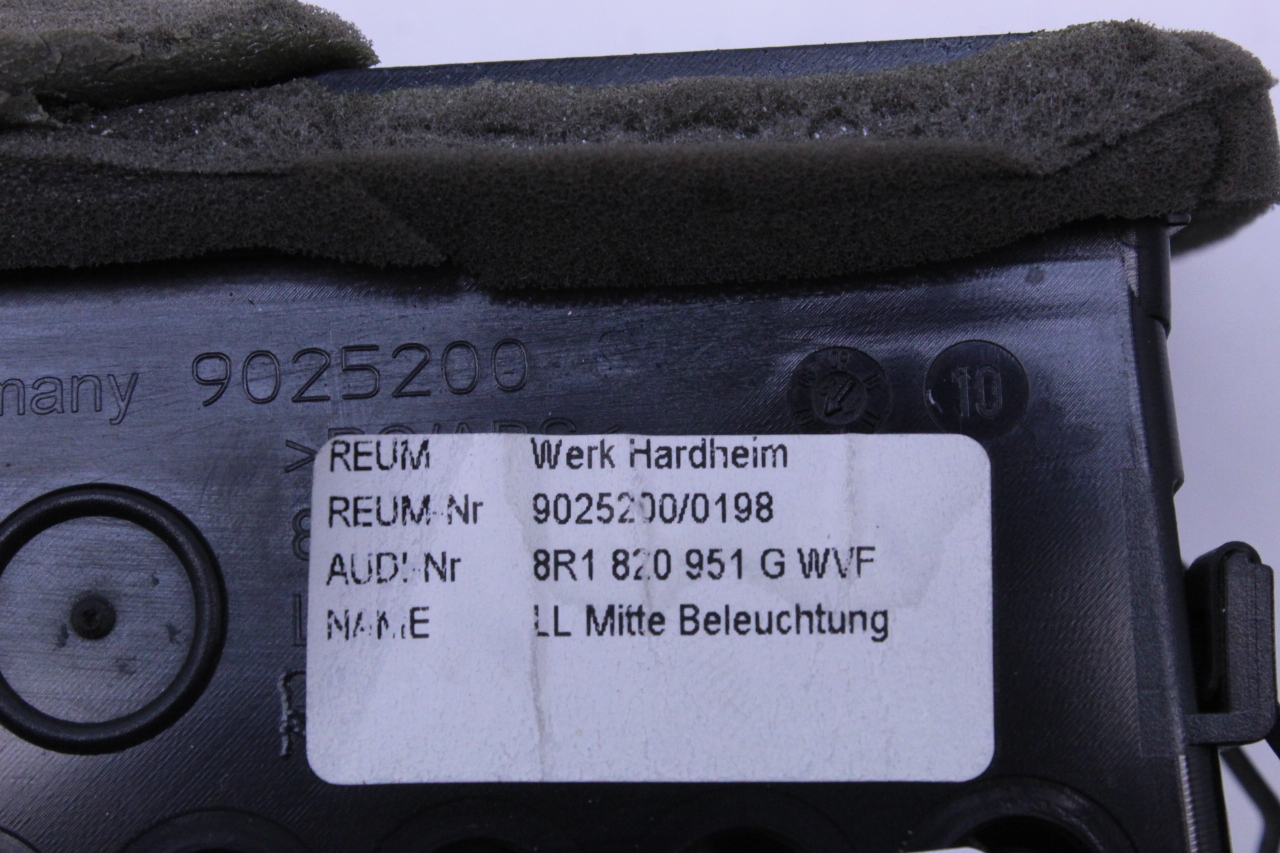 many 9025200
10
REUM Werk Hardheim
REUM-Nr 9025200/0198
AUDI-Nr 8R1 820 951 G WVF
NAME LL Mitte Beleuchtung